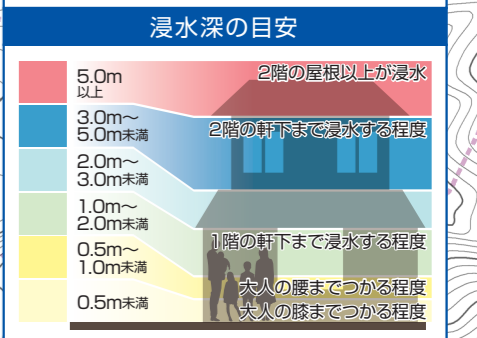 浸水深の目安
5.0m
以上
2階の屋根以上が浸水
3.0m〜
5.0m未満
2階の軒下まで浸水する程度
2.0m〜
3.0m未満
1.0m〜
2.0m未満
1階の軒下まで浸水する程度
0.5m〜
1.0m未満
大人の腰までつかる程度
0.5m未満
大人の膝までつかる程度